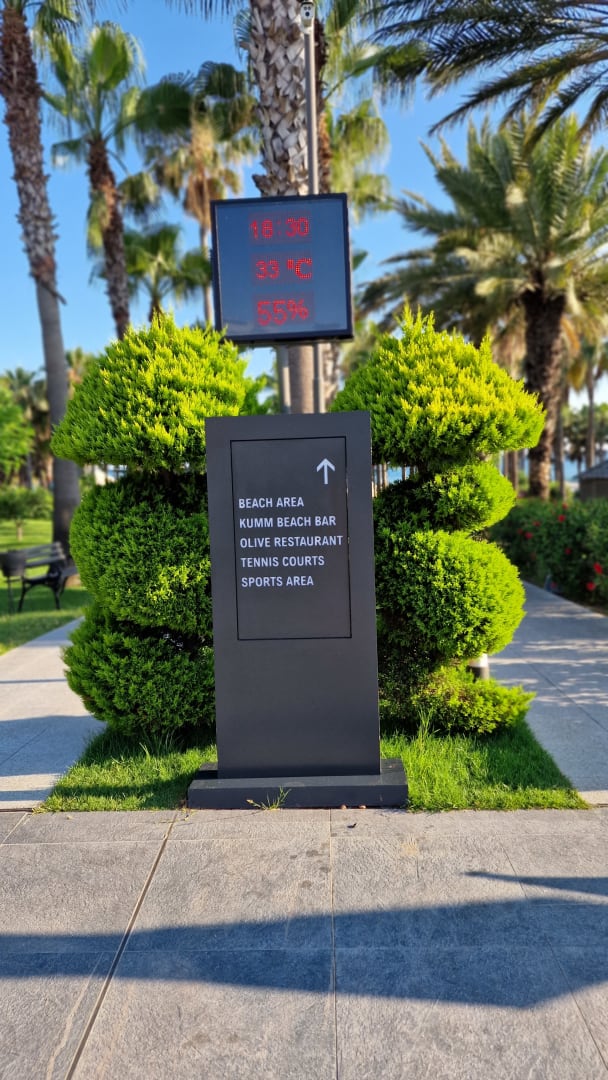 18:30
33 °C
55%
BEACH AREA
KUMM BEACH BAR
OLIVE RESTAURANT
TENNIS COURTS
SPORTS AREA